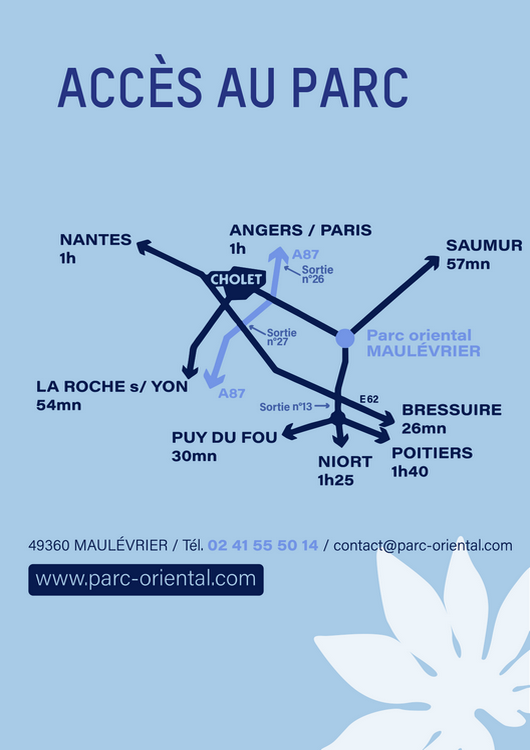 ACCÈS AU PARC
NANTES
1h
ANGERS / PARIS
1h
A87
Sortie
n°26
SAUMUR
57mn
CHOLET
Sortie
n°27
Parc oriental
MAULÉVRIER
LA ROCHE s/ YON
54mn
A87
Sortie n°13
E62
BRESSUIRE
26mn
PUY DU FOU
30mn
NIORT
1h25
POITIERS
1h40
49360 MAULÉVRIER / Tél. 02 41 55 50 14 / contact@parc-oriental.com
www.parc-oriental.com